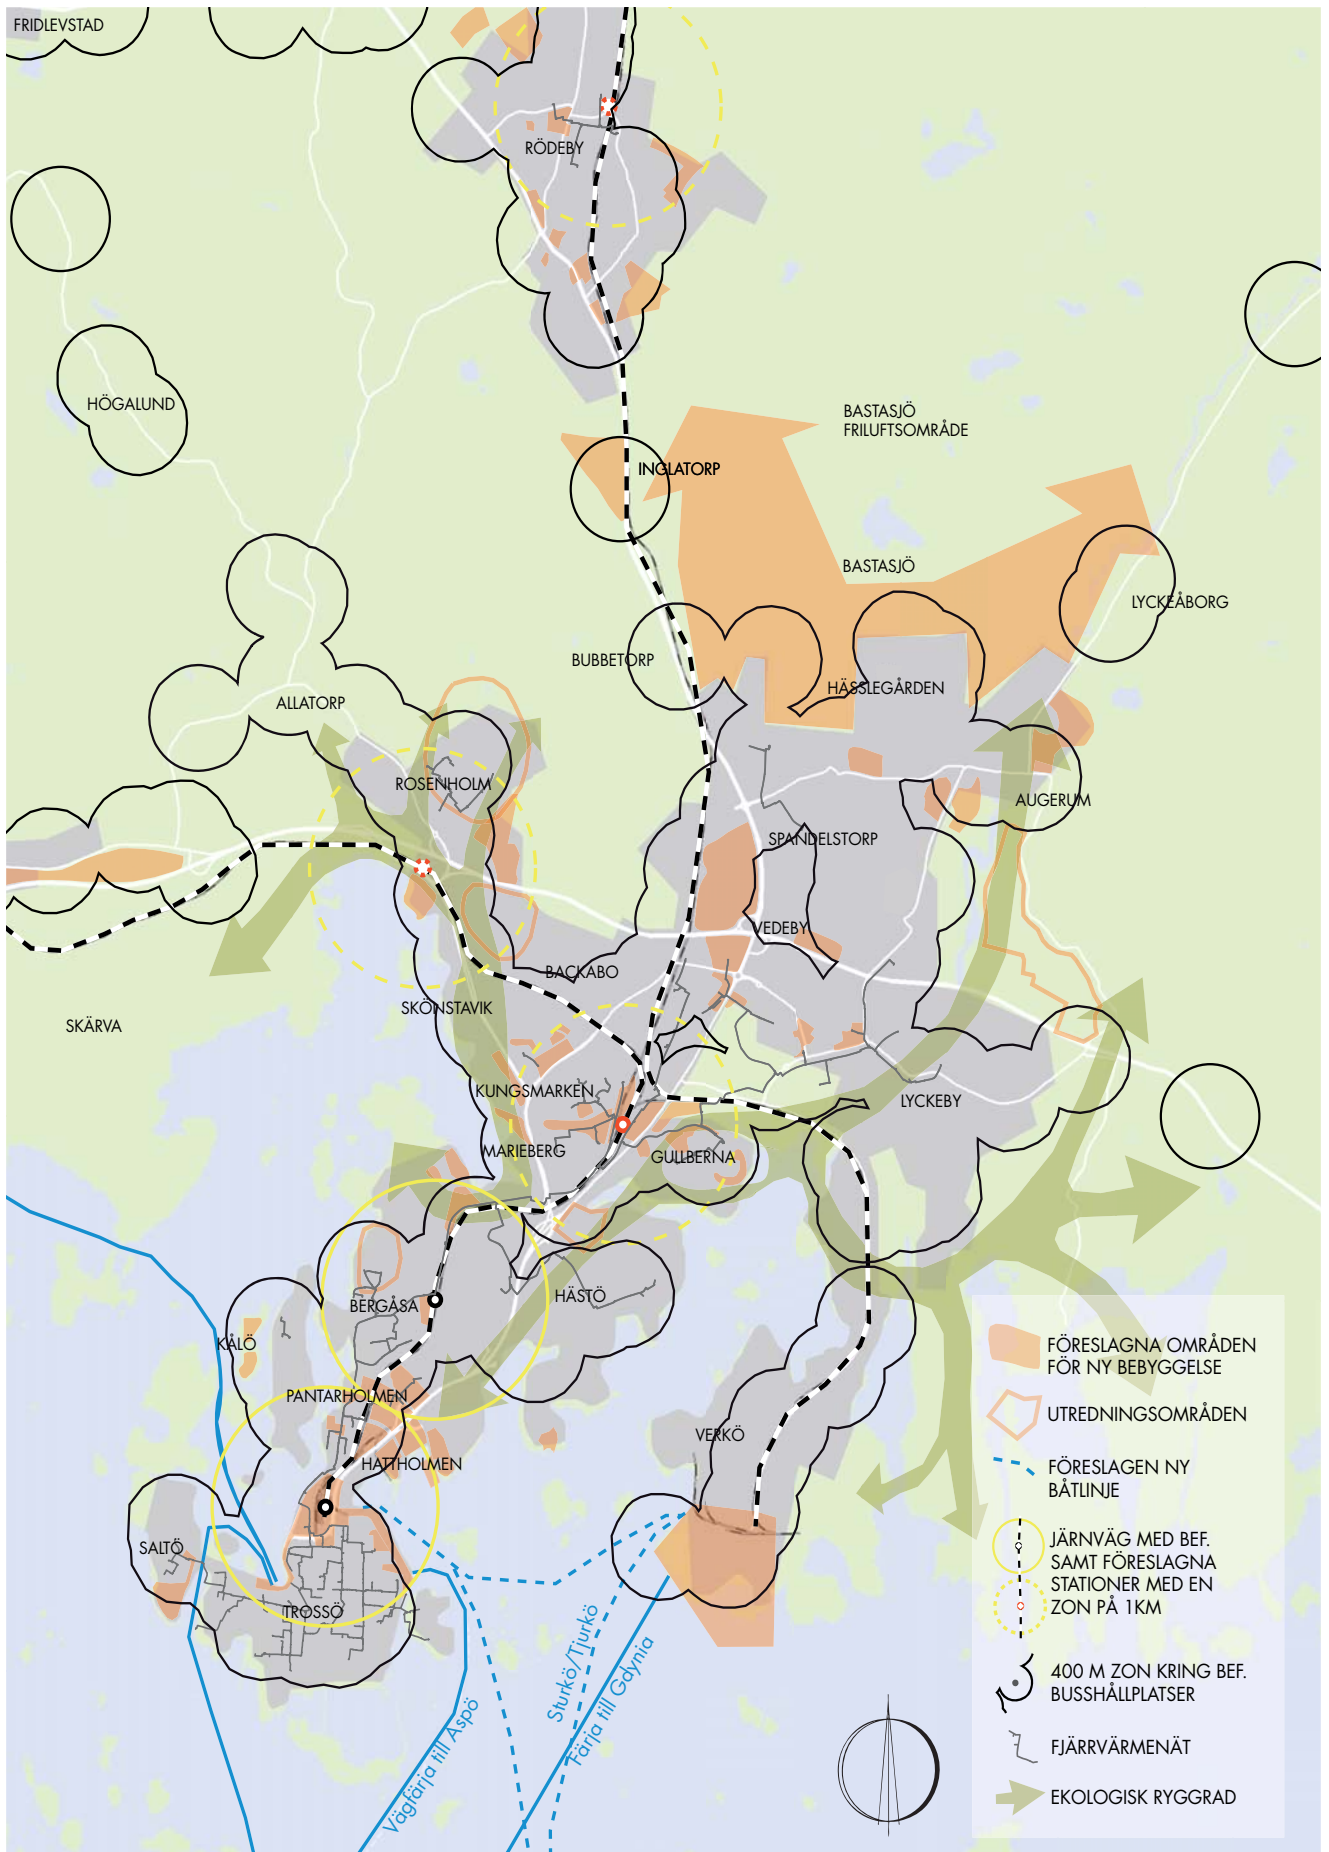 FRIDLEVSTAD
RÖDEBY
HÖGALUND
BASTASJÖ
FRILUFTSOMRÅDE
INGLATORP
BASTASJÖ
LYCKEÅBORG
BUBBETORP
HÄSSLEGÅRDEN
ALLATORP
ROSENHOLM
AUGERUM
SPANDELSTORP
VEDEBY
BACKABO
SKÖNSTAVIK
SKÄRVA
KUNGSMARKEN
LYCKEBY
MARIEBERG
GULLBERNA
HÄSTÖ
BERGÅSA
KÅLÖ
PANTARHOLMEN
VERKÖ
HATTHOLMEN
SALTÖ
TROSSÖ
Sturkö/Tjurkö
Färja till Gdynia
Vägfärja till Aspö
FÖRESLAGNA OMRÅDEN
FÖR NY BEBYGGELSE
UTREDNINGSOMRÅDEN
FÖRESLAGEN NY
BÅTLINJE
JÄRNVÄG MED BEF.
SAMT FÖRESLAGNA
STATIONER MED EN
ZON PÅ 1KM
400 M ZON KRING BEF.
BUSSHÅLLPLATSER
FJÄRRVÄRMENÄT
EKOLOGISK RYGGRAD